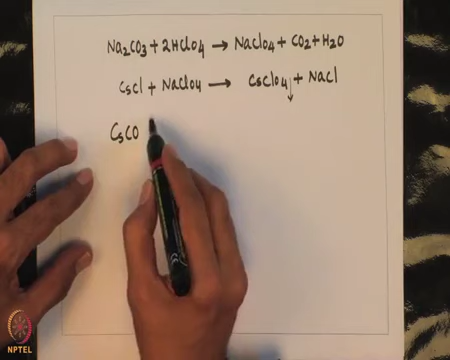 Na₂CO₃ + 2HClO₄ → NaClO₄ + CO₂ + H₂O
CsCl + NaClO₄ → CsClO₄↓ + NaCl
CsCO
NPTEL